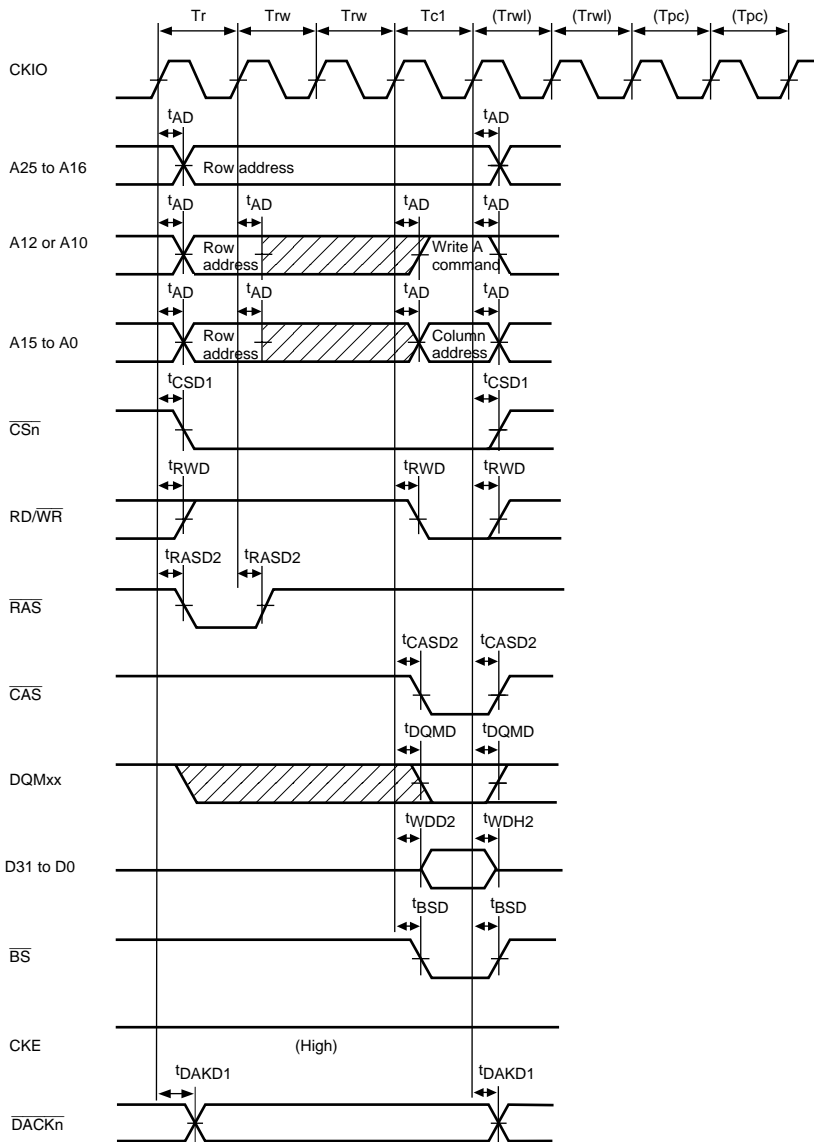 Tr Trw Trw Tc1 (Trwl) (Trwl) (Tpc) (Tpc)
CKIO
tAD tAD
A25 to A16 Row address
tAD tAD tAD tAD
A12 or A10 Row address Write A command
tAD tAD tAD tAD
A15 to A0 Row address Column address
tCSD1 tCSD1
CSn
tRWD tRWD tRWD
RD/WR
tRASD2 tRASD2
RAS
tCASD2 tCASD2
CAS
tDQMD tDQMD
DQMxx
tWDD2 tWDH2
D31 to D0
tBSD tBSD
BS
CKE (High)
tDAKD1 tDAKD1
DACKn